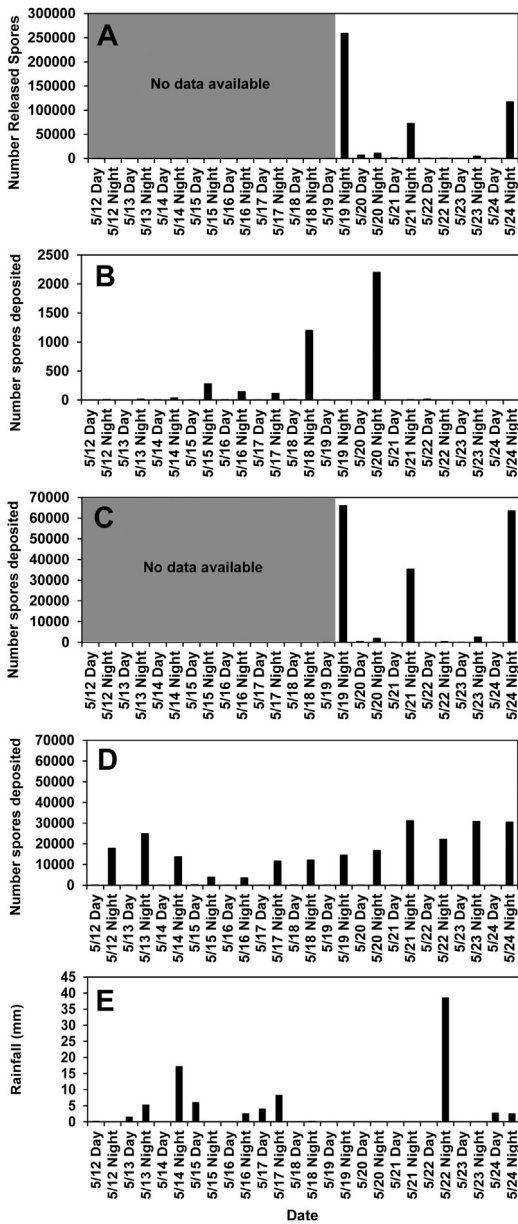 A
Number Released Spores
300000
250000
200000
150000
100000
50000
0
No data available
5/12 Day
5/12 Night
5/13 Day
5/13 Night
5/14 Day
5/14 Night
5/15 Day
5/15 Night
5/16 Day
5/16 Night
5/17 Day
5/17 Night
5/18 Day
5/18 Night
5/19 Day
5/19 Night
5/20 Day
5/20 Night
5/21 Day
5/21 Night
5/22 Day
5/22 Night
5/23 Day
5/23 Night
5/24 Day
5/24 Night
B
Number spores deposited
2500
2000
1500
1000
500
0
5/12 Day
5/12 Night
5/13 Day
5/13 Night
5/14 Day
5/14 Night
5/15 Day
5/15 Night
5/16 Day
5/16 Night
5/17 Day
5/17 Night
5/18 Day
5/18 Night
5/19 Day
5/19 Night
5/20 Day
5/20 Night
5/21 Day
5/21 Night
5/22 Day
5/22 Night
5/23 Day
5/23 Night
5/24 Day
5/24 Night
C
Number spores deposited
70000
60000
50000
40000
30000
20000
10000
0
No data available
5/12 Day
5/12 Night
5/13 Day
5/13 Night
5/14 Day
5/14 Night
5/15 Day
5/15 Night
5/16 Day
5/16 Night
5/17 Day
5/17 Night
5/18 Day
5/18 Night
5/19 Day
5/19 Night
5/20 Day
5/20 Night
5/21 Day
5/21 Night
5/22 Day
5/22 Night
5/23 Day
5/23 Night
5/24 Day
5/24 Night
D
Number spores deposited
70000
60000
50000
40000
30000
20000
10000
0
5/12 Day
5/12 Night
5/13 Day
5/13 Night
5/14 Day
5/14 Night
5/15 Day
5/15 Night
5/16 Day
5/16 Night
5/17 Day
5/17 Night
5/18 Day
5/18 Night
5/19 Day
5/19 Night
5/20 Day
5/20 Night
5/21 Day
5/21 Night
5/22 Day
5/22 Night
5/23 Day
5/23 Night
5/24 Day
5/24 Night
E
Rainfall (mm)
45
40
35
30
25
20
15
10
5
0
5/12 Day
5/12 Night
5/13 Day
5/13 Night
5/14 Day
5/14 Night
5/15 Day
5/15 Night
5/16 Day
5/16 Night
5/17 Day
5/17 Night
5/18 Day
5/18 Night
5/19 Day
5/19 Night
5/20 Day
5/20 Night
5/21 Day
5/21 Night
5/22 Day
5/22 Night
5/23 Day
5/23 Night
5/24 Day
5/24 Night
Date